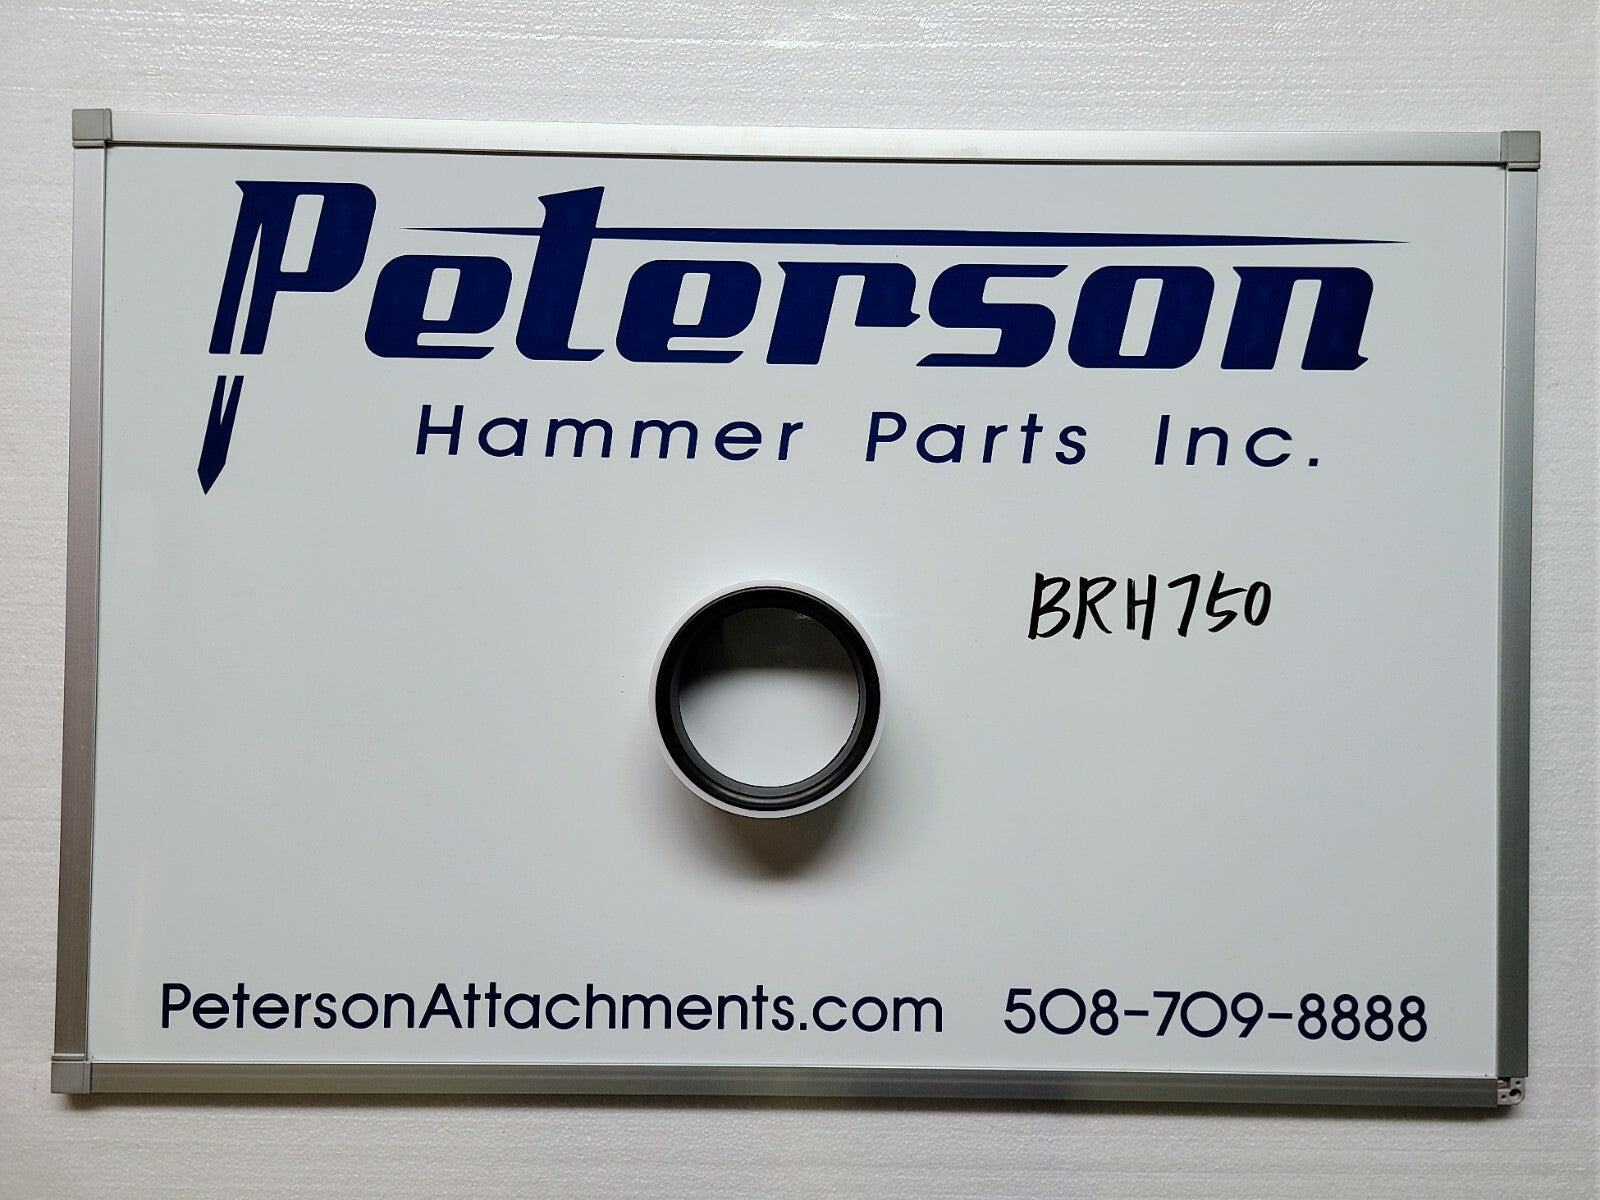 Peterson
Hammer Parts Inc.
BRH750
PetersonAttachments.com 508-709-8888